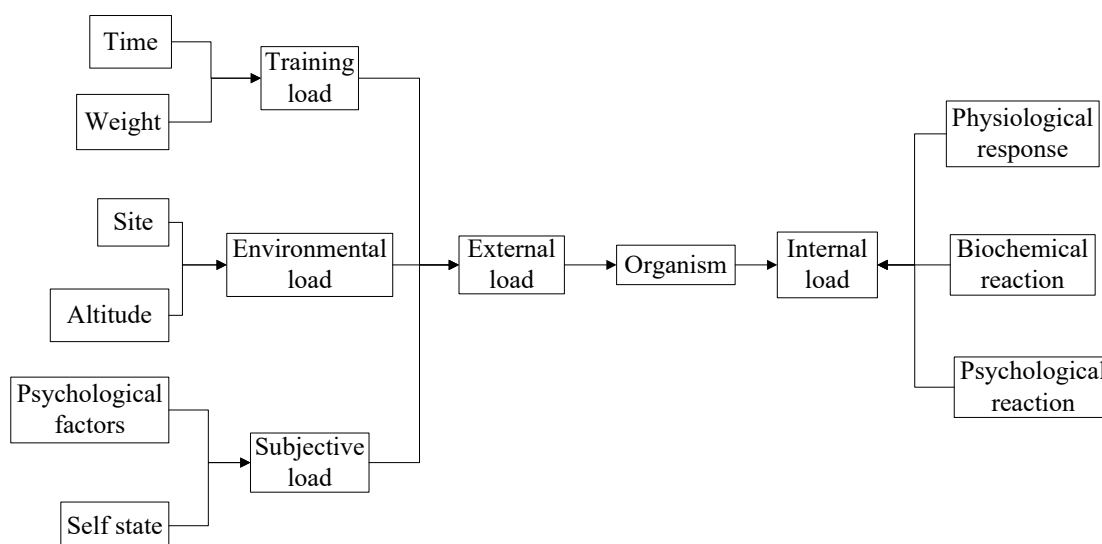 Time
Weight
Training
load
Site
Altitude
Environmental
load
Psychological
factors
Self state
Subjective
load
External
load
Organism
Internal
load
Physiological
response
Biochemical
reaction
Psychological
reaction